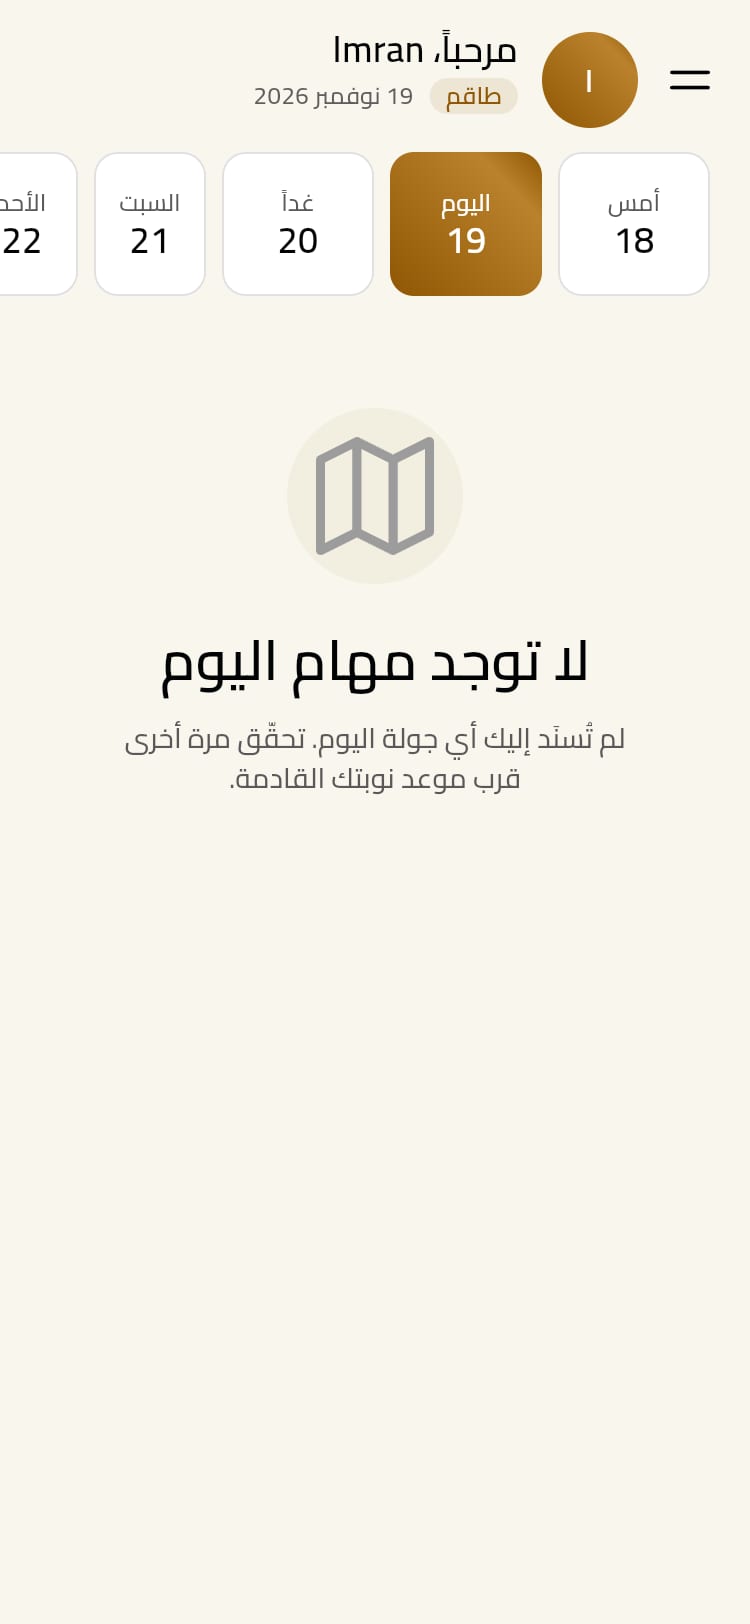 مرحباً، Imran
I
طاقم 19 نوفمبر 2026
أمس
18
اليوم
19
غداً
20
السبت
21
الأحد
22
لا توجد مهام اليوم
لم تُسنَد إليك أي جولة اليوم. تحقّق مرة أخرى
قرب موعد نوبتك القادمة.